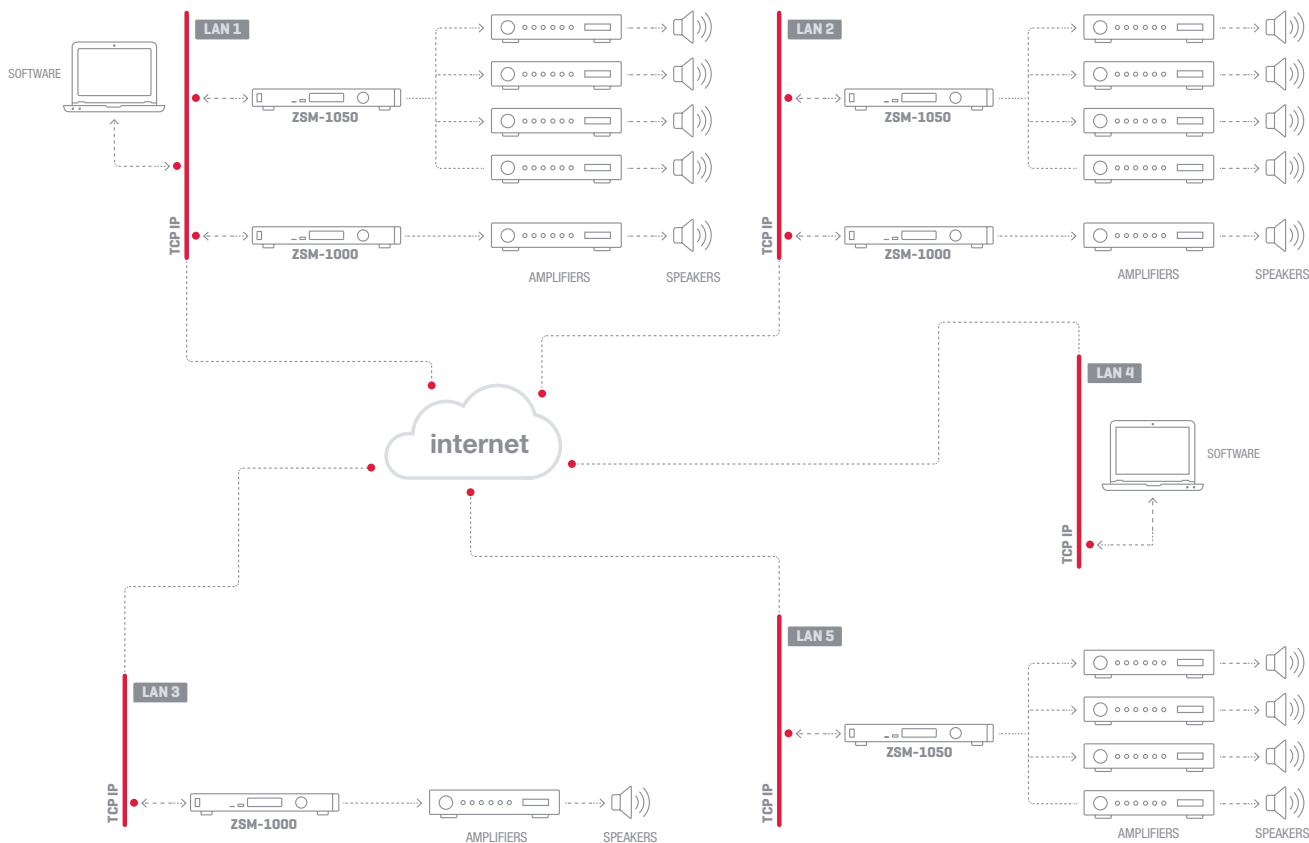 LAN 1
SOFTWARE
ZSM-1050
TCP IP
ZSM-1000
AMPLIFIERS
SPEAKERS
LAN 2
ZSM-1050
TCP IP
ZSM-1000
AMPLIFIERS
SPEAKERS
internet
LAN 4
SOFTWARE
TCP IP
LAN 3
TCP IP
ZSM-1000
AMPLIFIERS
SPEAKERS
LAN 5
ZSM-1050
TCP IP
AMPLIFIERS
SPEAKERS